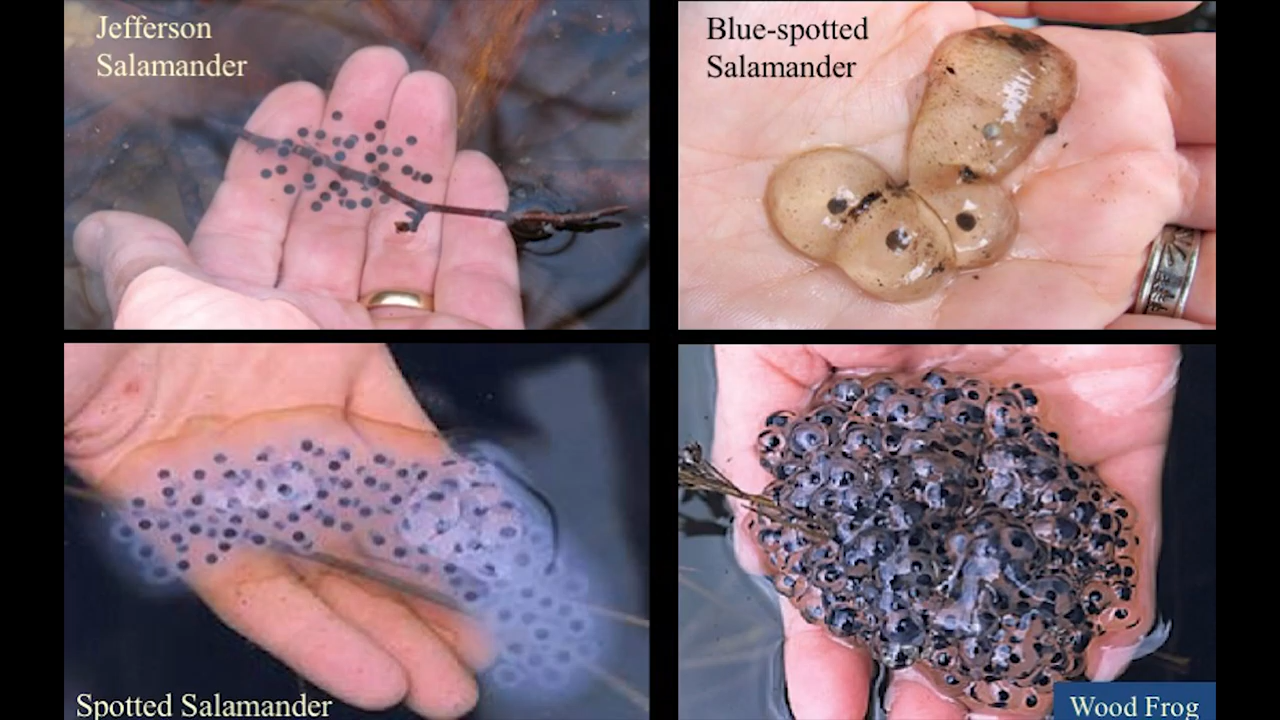 Jefferson
Salamander
Blue-spotted
Salamander
Spotted Salamander
Wood Frog